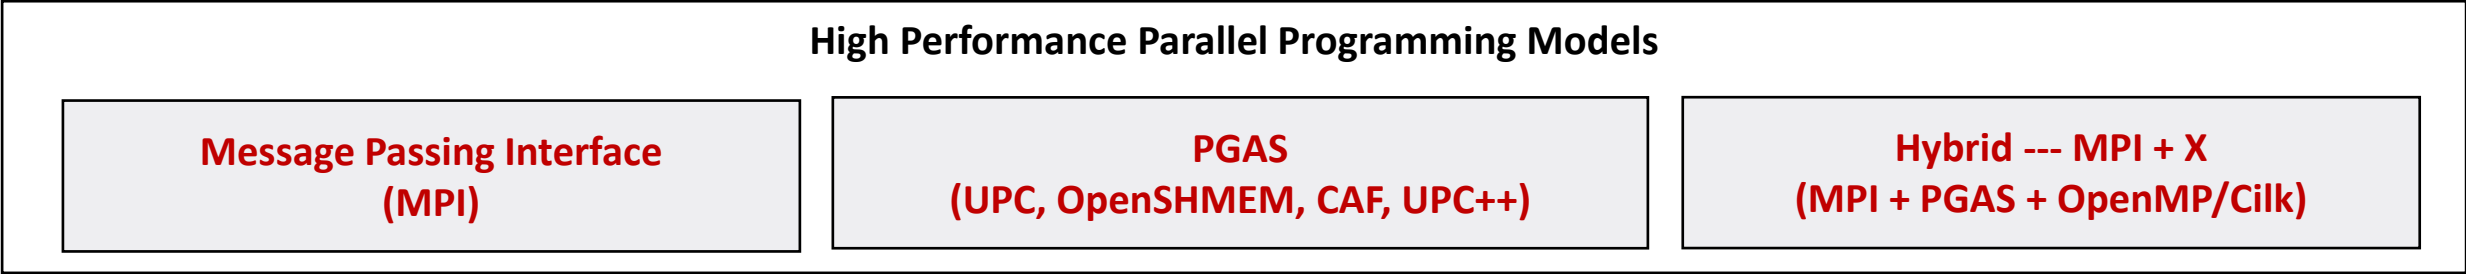 High Performance Parallel Programming Models
Message Passing Interface
(MPI)
PGAS
(UPC, OpenSHMEM, CAF, UPC++)
Hybrid --- MPI + X
(MPI + PGAS + OpenMP/Cilk)